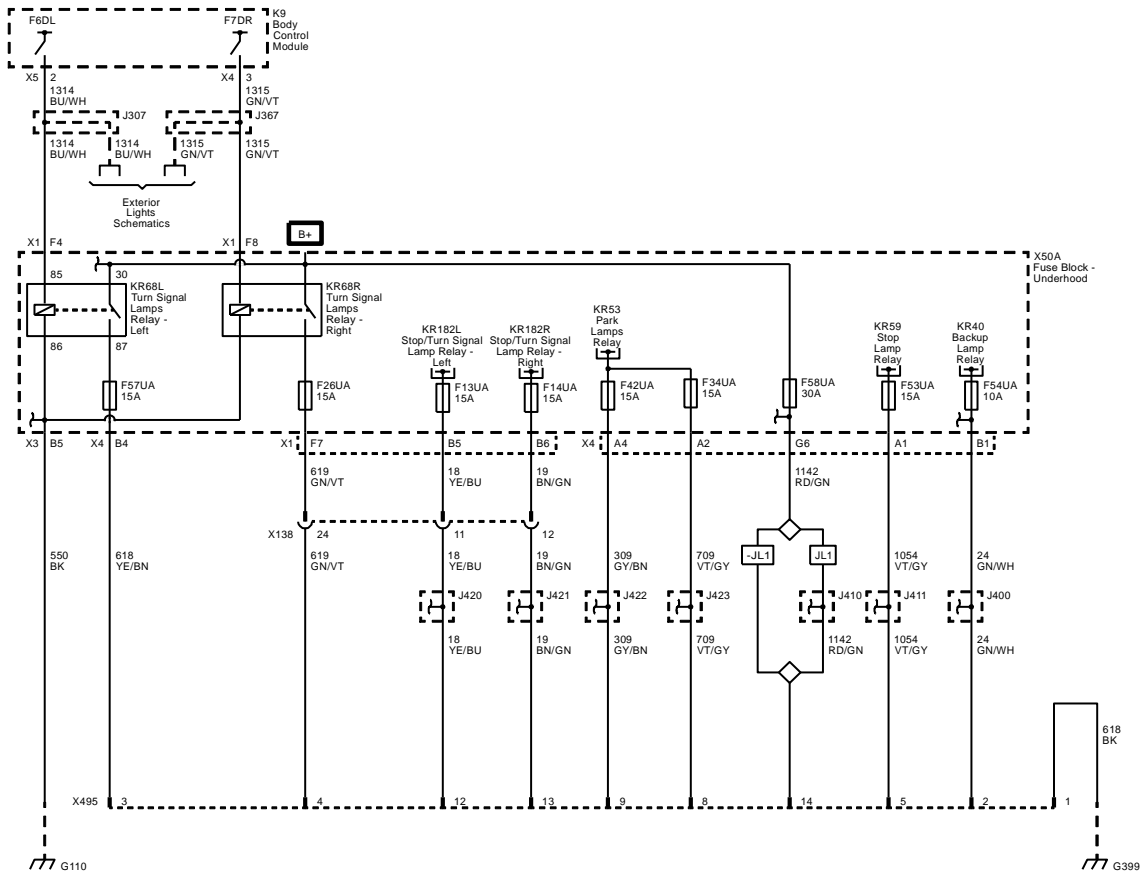 F6DL
F7DR
K9
Body
Control
Module
X5 2
X4 3
1314
BU/WH
1315
GN/VT
J307
J367
1314
BU/WH
1314
BU/WH
1315
GN/VT
1315
GN/VT
Exterior
Lights
Schematics
X1 F4
X1 F8
B+
X50A
Fuse Block -
Underhood
85
30
KR68L
Turn Signal
Lamps
Relay -
Left
KR68R
Turn Signal
Lamps
Relay -
Right
86
87
KR182L
Stop/Turn Signal
Lamp Relay -
Left
KR182R
Stop/Turn Signal
Lamp Relay -
Right
KR53
Park
Lamps
Relay
KR59
Stop
Lamp
Relay
KR40
Backup
Lamp
Relay
F57UA
15A
F26UA
15A
F13UA
15A
F14UA
15A
F42UA
15A
F34UA
15A
F58UA
30A
F53UA
15A
F54UA
10A
X3 B5
X4 B4
X1 F7
B5
B6
X4 A4
A2
G6
A1
B1
619
GN/VT
18
YE/BU
19
BN/GN
1142
RD/GN
X138 24
11
12
550
BK
618
YE/BN
619
GN/VT
18
YE/BU
19
BN/GN
309
GY/BN
709
VT/GY
-JL1
JL1
1054
VT/GY
24
GN/WH
J420
J421
J422
J423
J410
J411
J400
18
YE/BU
19
BN/GN
309
GY/BN
709
VT/GY
1142
RD/GN
1054
VT/GY
24
GN/WH
618
BK
X495 3
4
12
13
9
8
14
5
2
1
G110
G399